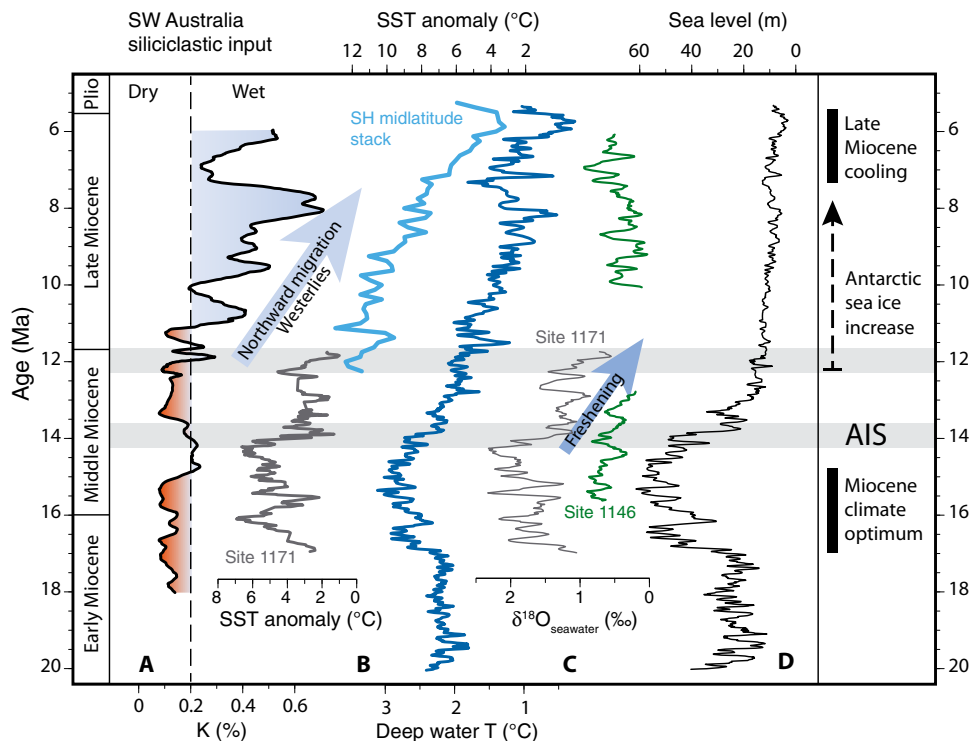 SW Australia
siliciclastic input
SST anomaly (°C)
12 10 8 6 4 2
Sea level (m)
60 40 20 0
Plio
Late Miocene
Middle Miocene
Early Miocene
Age (Ma)
6
8
10
12
14
16
18
20
Dry
Wet
SH midlatitude
stack
Northward migration
Westerlies
Site 1171
Freshening
Site 1171
Site 1146
8 6 4 2 0
SST anomaly (°C)
2 1 0
δ18Oseawater (‰)
A
B
C
D
Late
Miocene
cooling
Antarctic
sea ice
increase
AIS
Miocene
climate
optimum
6
8
10
12
14
16
18
20
0 0.2 0.4 0.6
K (%)
3 2 1
Deep water T (°C)